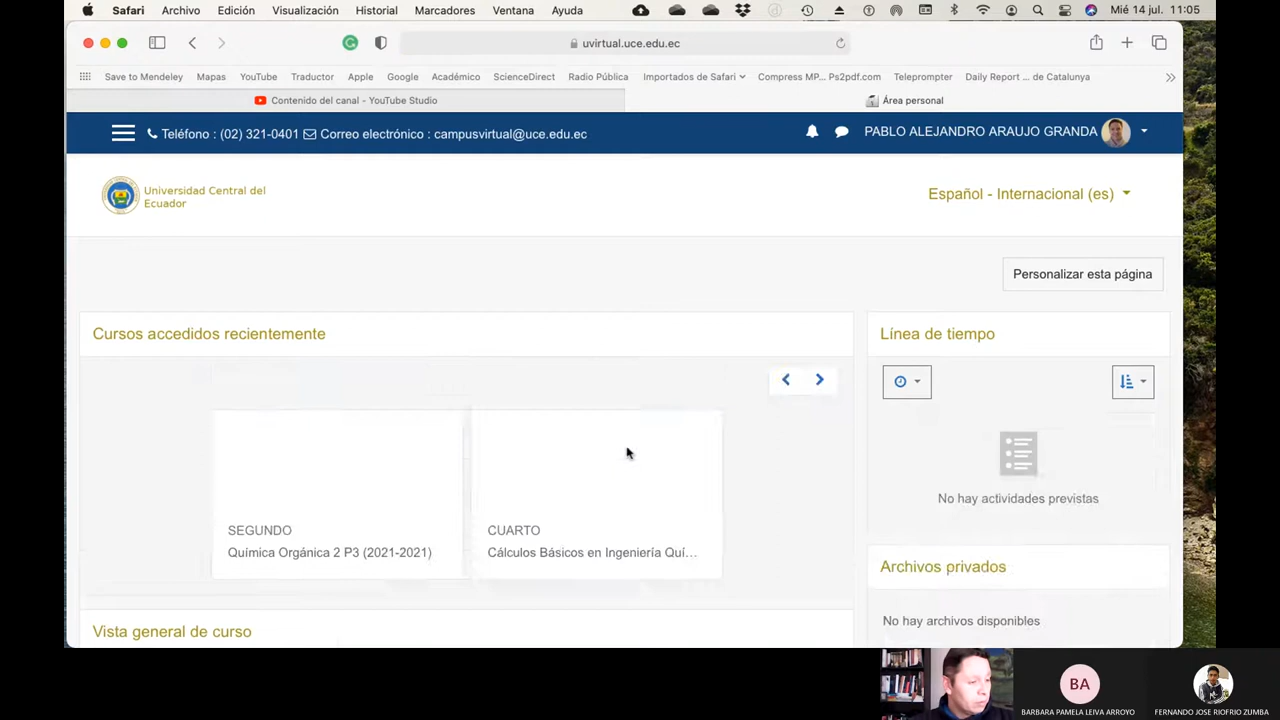 Safari Archivo Edición Visualización Historial Marcadores Ventana Ayuda Mié 14 jul. 11:05
uvirtual.uce.edu.ec
Save to Mendeley Mapas YouTube Traductor Apple Google Académico ScienceDirect Radio Pública Importados de Safari Compress MP... Ps2pdf.com Teleprompter Daily Report ... de Catalunya
Contenido del canal - YouTube Studio Área personal
Teléfono : (02) 321-0401 Correo electrónico : campusvirtual@uce.edu.ec PABLO ALEJANDRO ARAUJO GRANDA
Universidad Central del
Ecuador
Español - Internacional (es)
Personalizar esta página
Cursos accedidos recientemente
Línea de tiempo
No hay actividades previstas
SEGUNDO
Química Orgánica 2 P3 (2021-2021)
CUARTO
Cálculos Básicos en Ingeniería Quí...
Archivos privados
No hay archivos disponibles
Vista general de curso
BA
BARBARA PAMELA LEIVA ARROYO
FERNANDO JOSE RIOFRIO ZUMBA